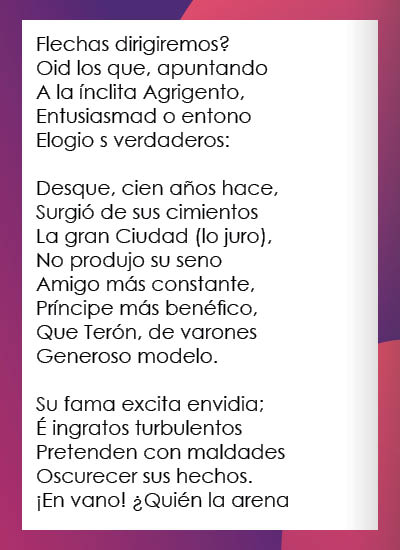 Flechas dirigiremos?
Oid los que, apuntando
A la ínclita Agrigento,
Entusiasmad o entono
Elogio s verdaderos:

Desque, cien años hace,
Surgió de sus cimientos
La gran Ciudad (lo juro),
No produjo su seno
Amigo más constante,
Príncipe más benéfico,
Que Terón, de varones
Generoso modelo.

Su fama excita envidia;
É ingratos turbulentos
Pretenden con maldades
Oscurecer sus hechos.
¡En vano! ¿Quién la arena